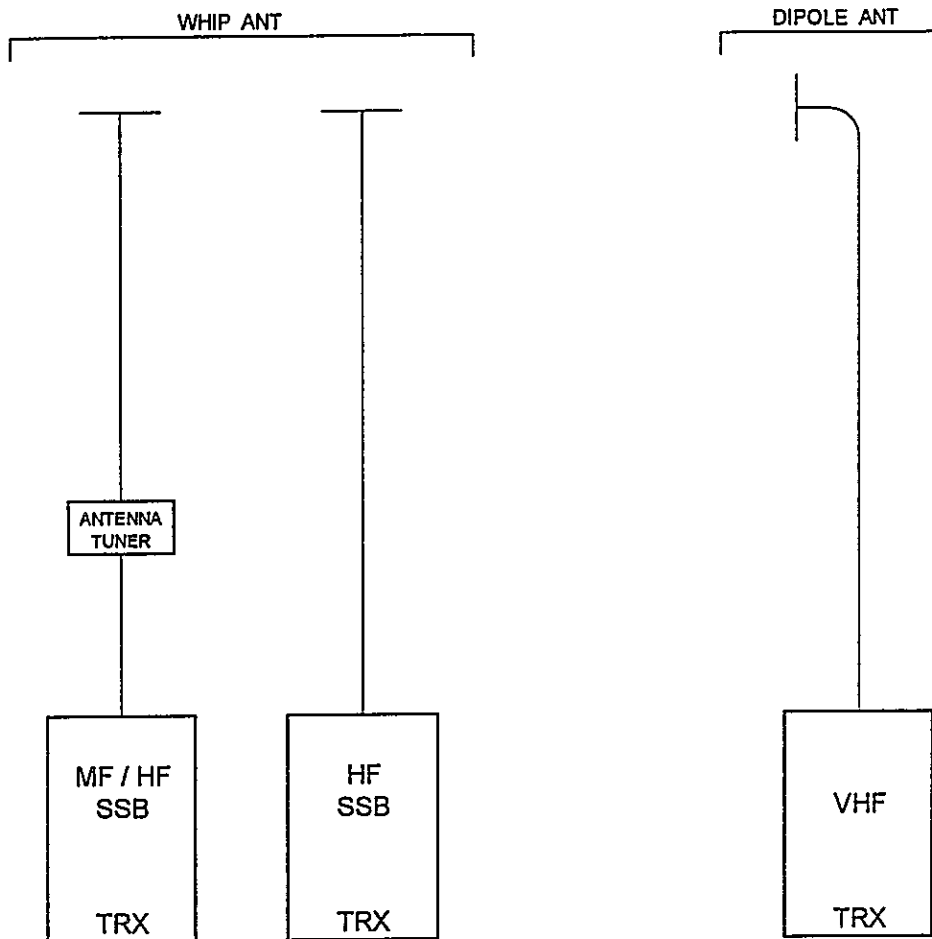 WHIP ANT
DIPOLE ANT
ANTENNA
TUNER
MF / HF
SSB
TRX
HF
SSB
TRX
VHF
TRX